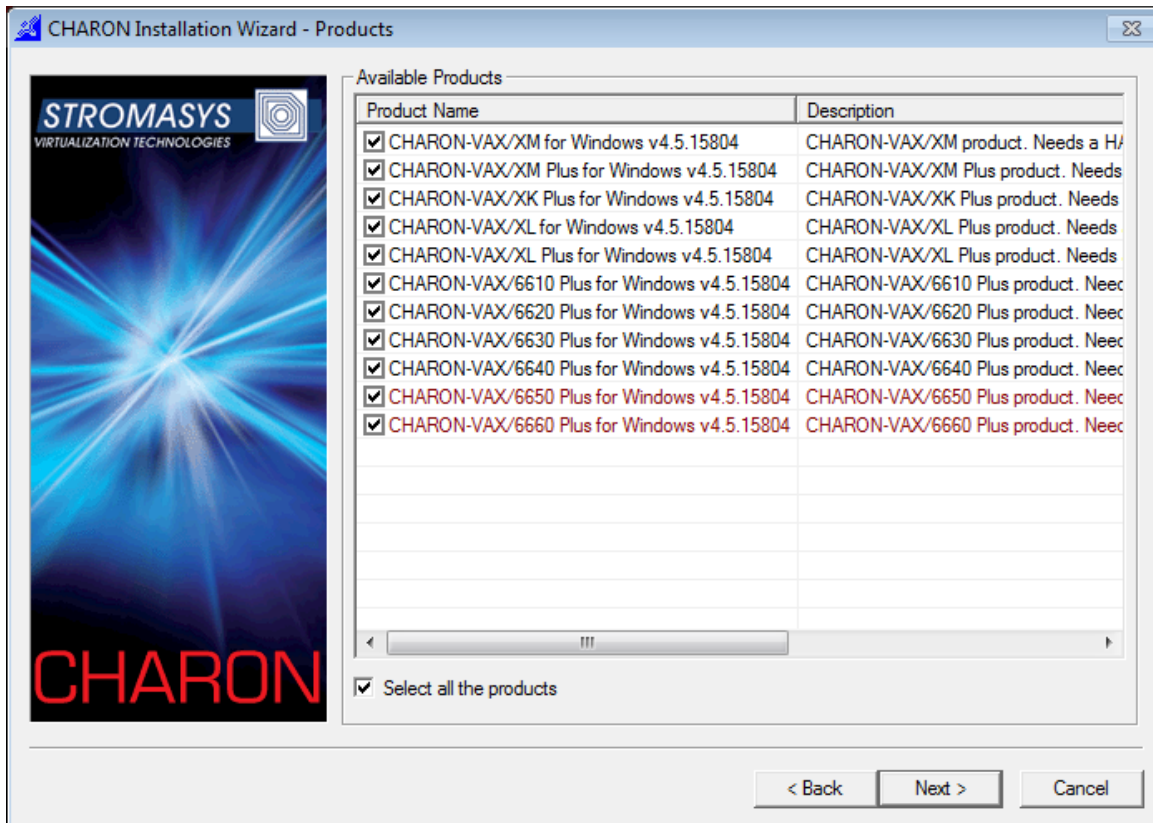 CHARON Installation Wizard - Products
STROMASYS
VIRTUALIZATION TECHNOLOGIES
CHARON
Available Products
Product Name Description
CHARON-VAX/XM for Windows v4.5.15804 CHARON-VAX/XM product. Needs a
CHARON-VAX/XM Plus for Windows v4.5.15804 CHARON-VAX/XM Plus product. Needs
CHARON-VAX/XK Plus for Windows v4.5.15804 CHARON-VAX/XK Plus product. Needs
CHARON-VAX/XL for Windows v4.5.15804 CHARON-VAX/XL Plus product. Needs
CHARON-VAX/XL Plus for Windows v4.5.15804 CHARON-VAX/XL Plus product. Needs
CHARON-VAX/6610 Plus for Windows v4.5.15804 CHARON-VAX/6610 Plus product.
CHARON-VAX/6620 Plus for Windows v4.5.15804 CHARON-VAX/6620 Plus product.
CHARON-VAX/6630 Plus for Windows v4.5.15804 CHARON-VAX/6630 Plus product.
CHARON-VAX/6640 Plus for Windows v4.5.15804 CHARON-VAX/6640 Plus product.
CHARON-VAX/6650 Plus for Windows v4.5.15804 CHARON-VAX/6650 Plus product.
CHARON-VAX/6660 Plus for Windows v4.5.15804 CHARON-VAX/6660 Plus product.
Select all the products
< Back Next > Cancel